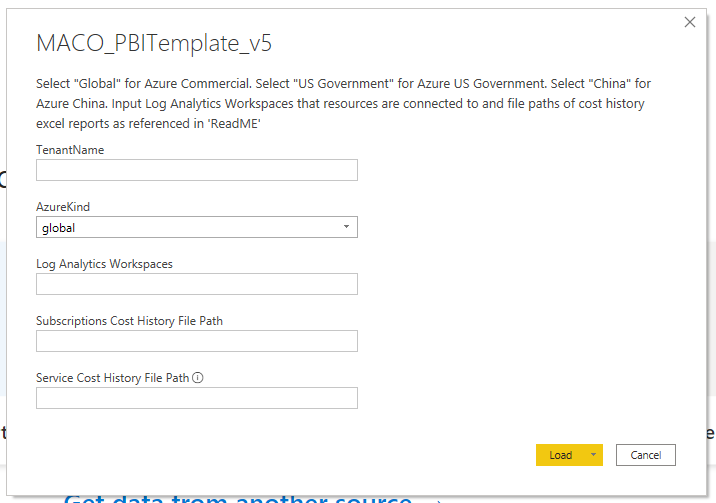 MACO_PBITemplate_v5
Select "Global" for Azure Commercial. Select "US Government" for Azure US Government. Select "China" for
Azure China. Input Log Analytics Workspaces that resources are connected to and file paths of cost history
excel reports as referenced in 'ReadME'
TenantName
AzureKind
global
Log Analytics Workspaces
Subscriptions Cost History File Path
Service Cost History File Path
Load
Cancel
Get data from another source